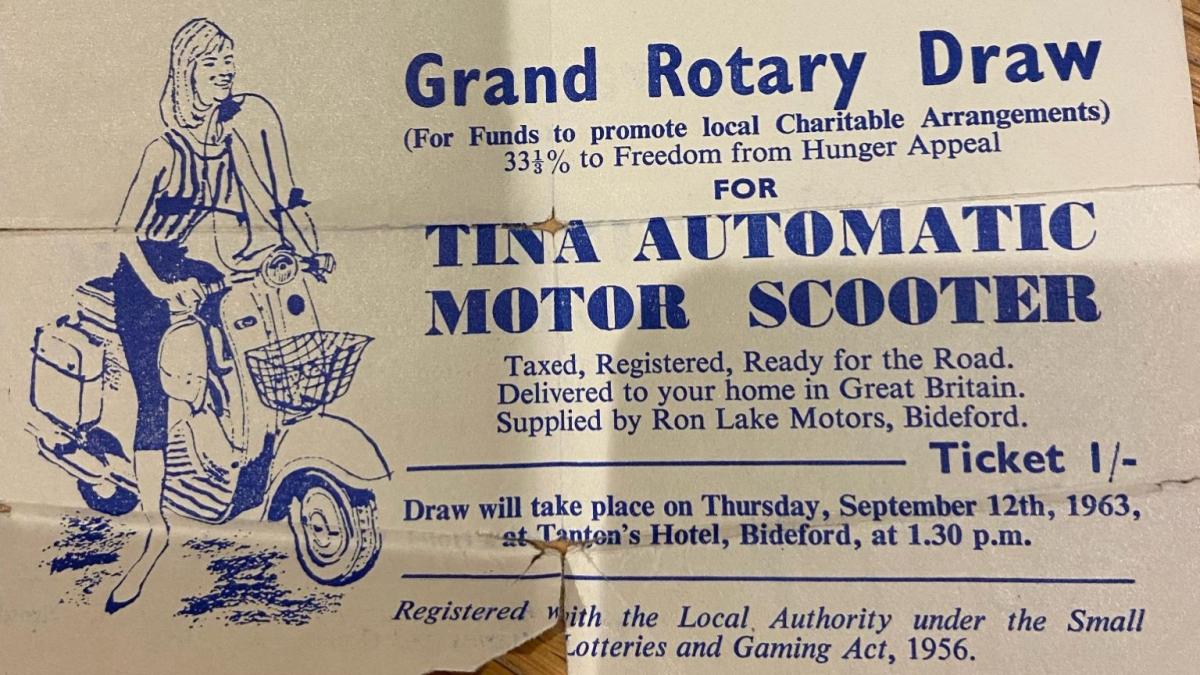 Grand Rotary Draw
(For Funds to promote local Charitable Arrangements)
33⅓% to Freedom from Hunger Appeal
FOR
TINA AUTOMATIC
MOTOR SCOOTER
Taxed, Registered, Ready for the Road.
Delivered to your home in Great Britain.
Supplied by Ron Lake Motors, Bideford.
Ticket 1/-
Draw will take place on Thursday, September 12th, 1963,
at Tanton's Hotel, Bideford, at 1.30 p.m.
Registered with the Local Authority under the Small
Lotteries and Gaming Act, 1956.